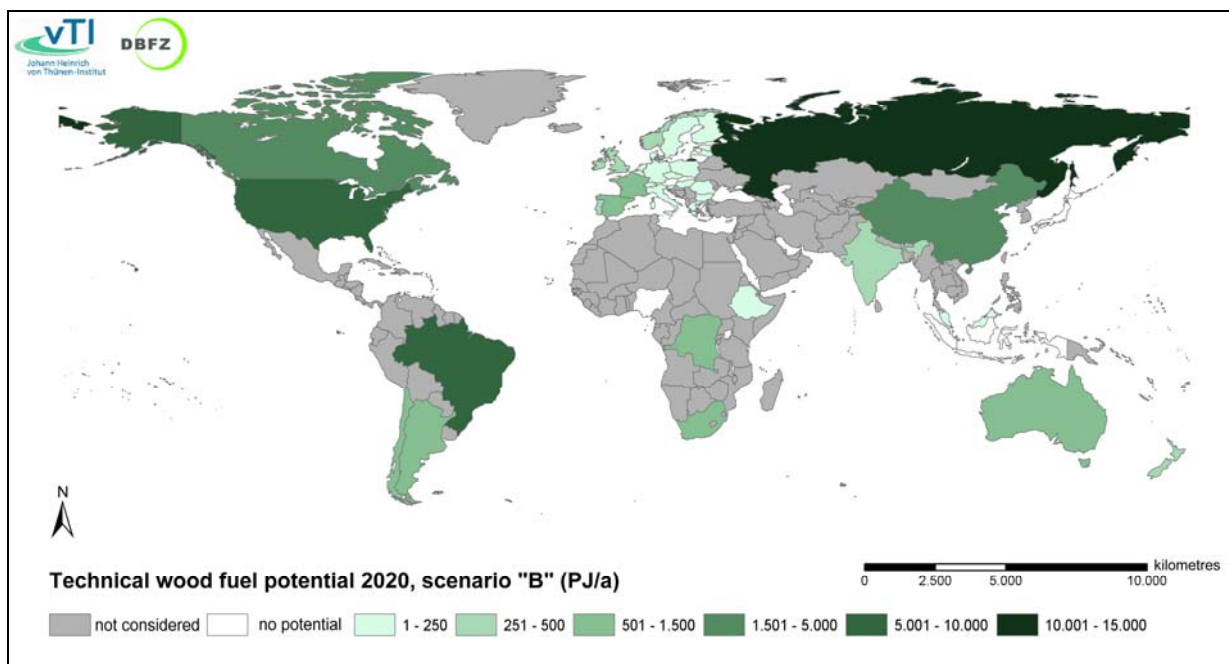 vTI
DBFZ
Johann Heinrich
von Thünen-Institut
N
kilometres
0 2.500 5.000 10.000
Technical wood fuel potential 2020, scenario "B" (PJ/a)
not considered no potential 1 - 250 251 - 500 501 - 1.500 1.501 - 5.000 5.001 - 10.000 10.001 - 15.000